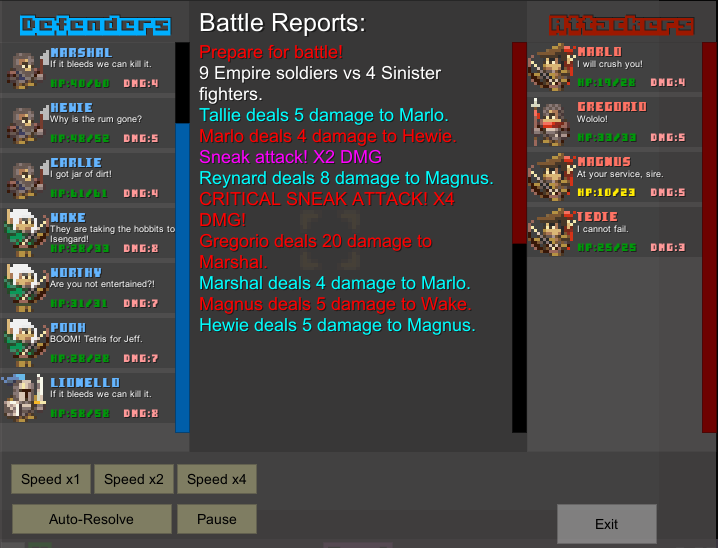 Defenders
MARSHAL
If it bleeds we can kill it.
HP:40/60 DMG:4
HEWIE
Why is the rum gone?
HP:48/52 DMG:5
CARLIE
I got jar of dirt!
HP:61/61 DMG:4
WAKE
They are taking the hobbits to
Isengard!
HP:28/33 DMG:8
WORTHY
Are you not entertained?!
HP:31/31 DMG:7
POOH
BOOM! Tetris for Jeff.
HP:28/28 DMG:7
LIONELLO
If it bleeds we can kill it.
HP:58/58 DMG:8
Battle Reports:
Prepare for battle!
9 Empire soldiers vs 4 Sinister
fighters.
Tallie deals 5 damage to Marlo.
Marlo deals 4 damage to Hewie.
Sneak attack! X2 DMG
Reynard deals 8 damage to Magnus.
CRITICAL SNEAK ATTACK! X4
DMG!
Gregorio deals 20 damage to
Marshal.
Marshal deals 4 damage to Marlo.
Magnus deals 5 damage to Wake.
Hewie deals 5 damage to Magnus.
Attackers
MARLO
I will crush you!
HP:19/28 DMG:4
GREGORIO
Wololo!
HP:33/33 DMG:5
MAGNUS
At your service, sire.
HP:10/23 DMG:5
TEDIE
I cannot fail.
HP:25/25 DMG:3
Speed x1 Speed x2 Speed x4
Auto-Resolve Pause
Exit